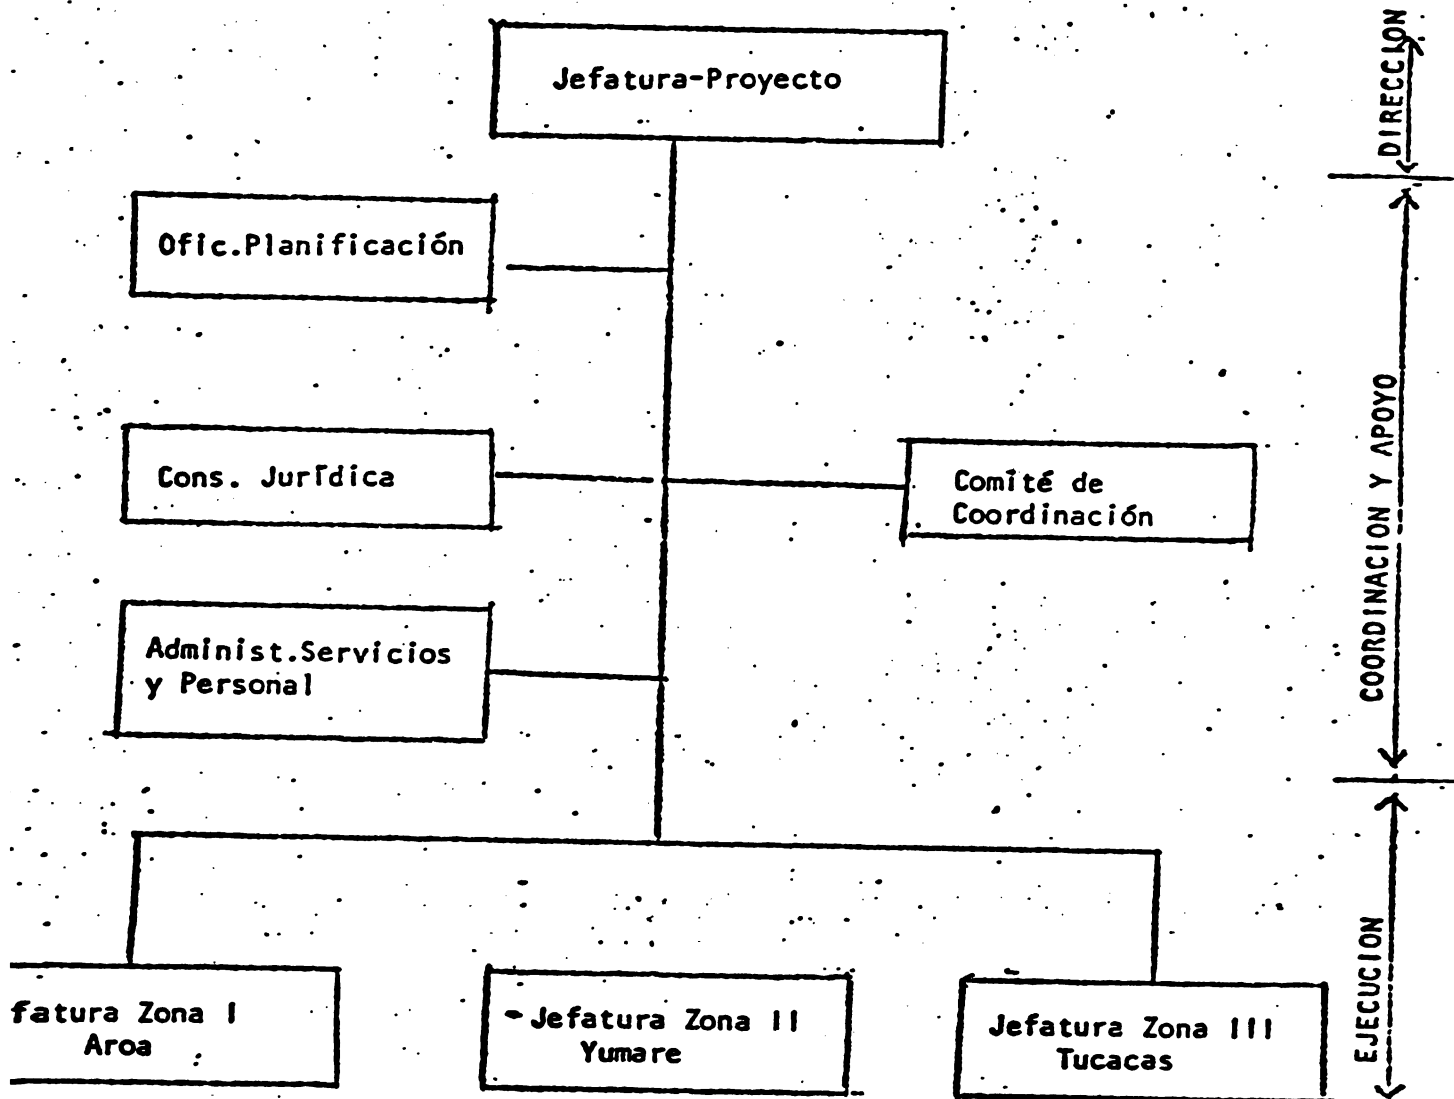 Jefatura-Proyecto
DIRECCION
Ofic.Planificación
Cons. Jurídica
Comité de
Coordinación
COORDINACION Y APOYO
Administ.Servicios
y Personal
fatura Zona I
Aroa
Jefatura Zona II
Yumare
Jefatura Zona III
Tucacas
EJECUCION